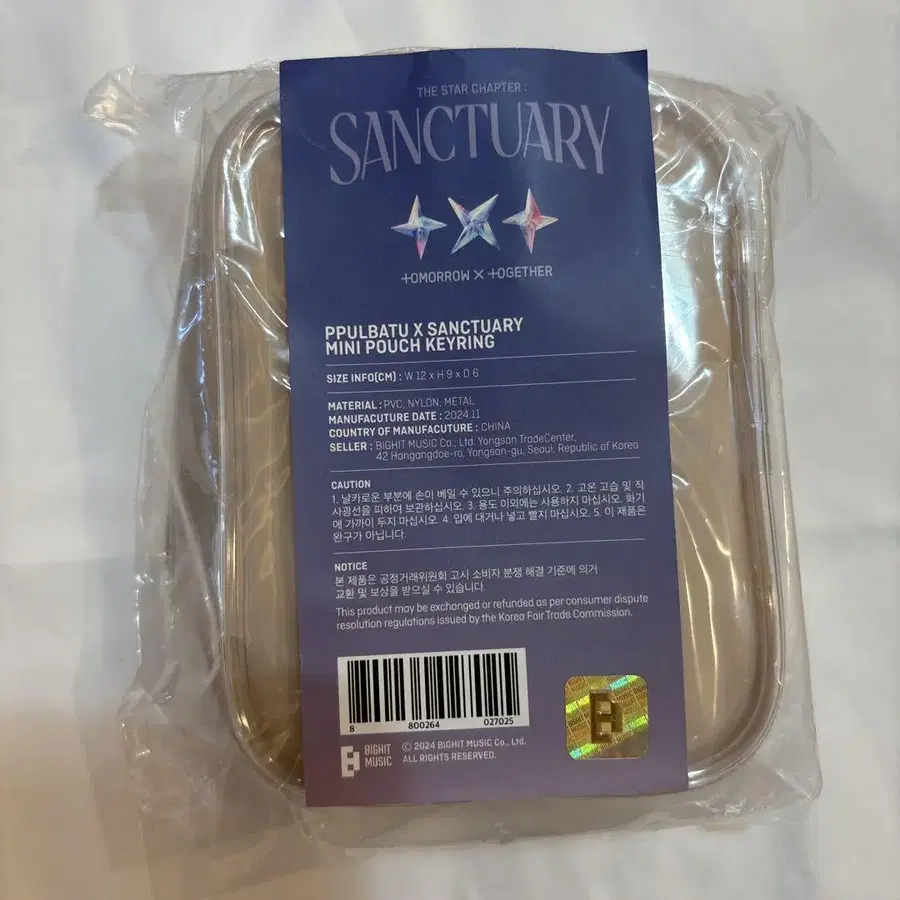 THE STAR CHAPTER :
SANCTUARY
TOMORROW X TOGETHER
PPULBATU X SANCTUARY
MINI POUCH KEYRING
SIZE INFO(CM) : W 12 x H 9 x D 6
MATERIAL : PVC, NYLON, METAL
MANUFACUTURE DATE : 2024.11
COUNTRY OF MANUFACUTURE : CHINA
SELLER : BIGHIT MUSIC Co., Ltd. Yongsan TradeCenter,
42 Hangangdae-ro, Yongsan-gu, Seoul, Republic of Korea
CAUTION
1. 날카로운 부분에 손이 베일 수 있으니 주의하십시오. 2. 고온 고습 및 직
사광선을 피하여 보관하십시오. 3. 용도 이외에는 사용하지 마십시오. 화기
에 가까이 두지 마십시오. 4. 입에 대거나 넣고 빨지 마십시오. 5. 이 제품은
완구가 아닙니다.
NOTICE
본 제품은 공정거래위원회 고시 소비자 분쟁 해결 기준에 의거
교환 및 보상을 받으실 수 있습니다.
This product may be exchanged or refunded as per consumer dispute
resolution regulations issued by the Korea Fair Trade Commission.
8 800264 027025
BIGHIT
MUSIC
© 2024 BIGHIT MUSIC Co., Ltd.
ALL RIGHTS RESERVED.